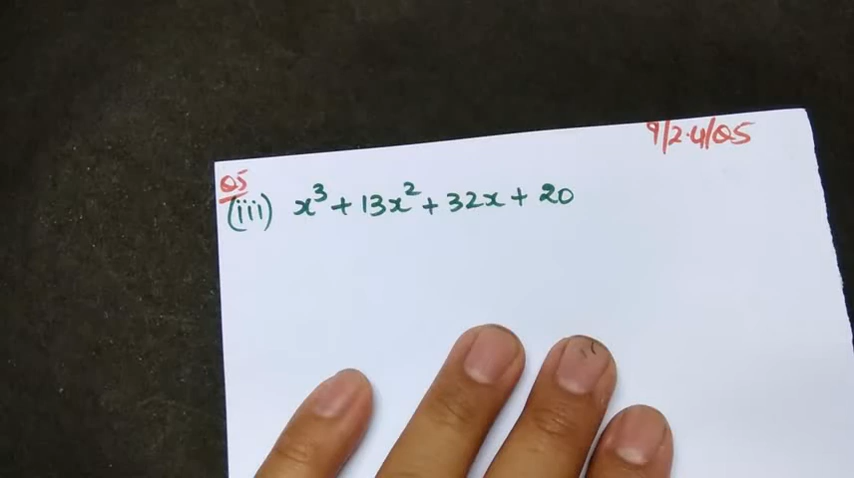 9/2.4/Q5
Q5
(iii) x³ + 13x² + 32x + 20